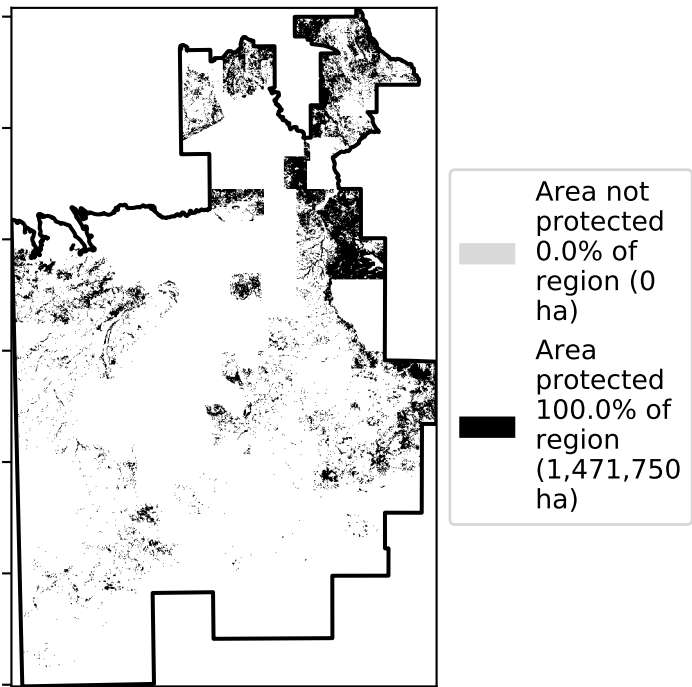 Area not
protected
0.0% of
region (0
ha)
Area
protected
100.0% of
region
(1,471,750
ha)